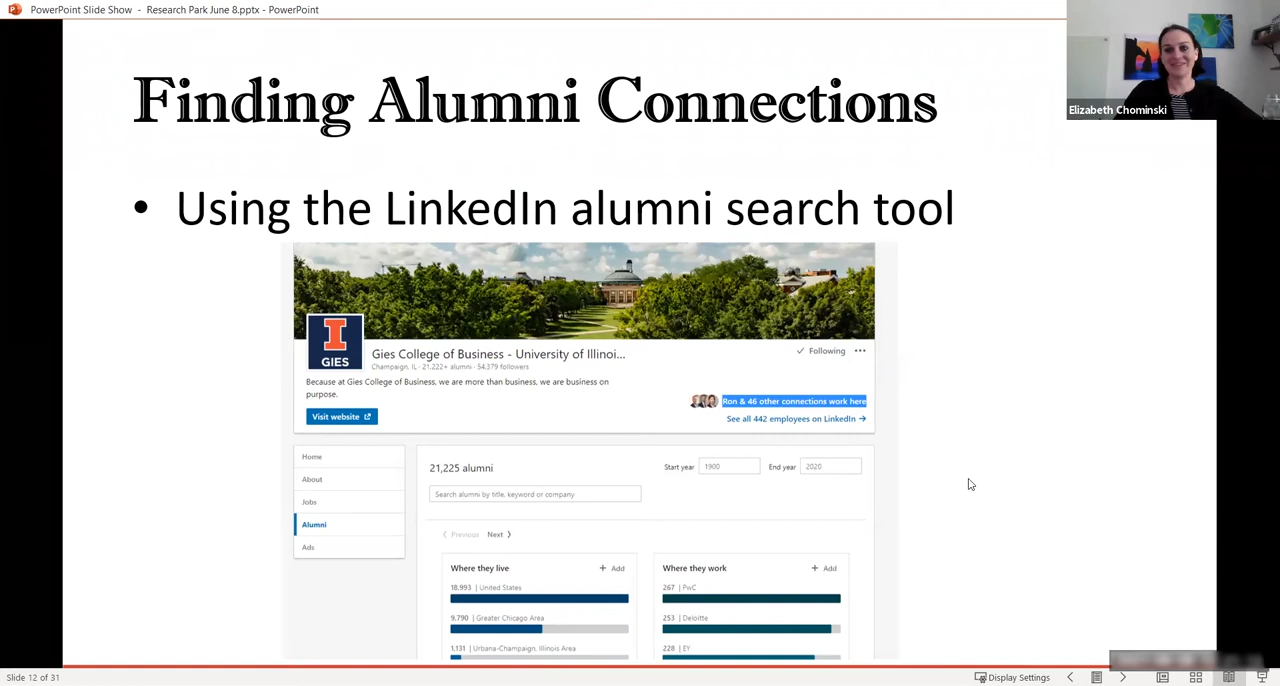 PowerPoint Slide Show - Research Park June 8.pptx - PowerPoint
Elizabeth Chominski
Finding Alumni Connections
• Using the LinkedIn alumni search tool
I
GIES
Gies College of Business - University of Illinoi...
Following
Champaign, IL · 21,222+ alumni · 54,379 followers
Because at Gies College of Business, we are more than business, we are business on
purpose.
Ron & 46 other connections work here
Visit website
See all 442 employees on LinkedIn →
Home
About
Jobs
Alumni
Ads
21,225 alumni
Start year 1900 End year 2020
Search alumni by title, keyword or company
Previous Next
Where they live + Add
18,993 | United States
9,790 | Greater Chicago Area
1,131 | Urbana-Champaign, Illinois Area
Where they work + Add
267 | PwC
253 | Deloitte
228 | EY
Slide 12 of 31
Display Settings